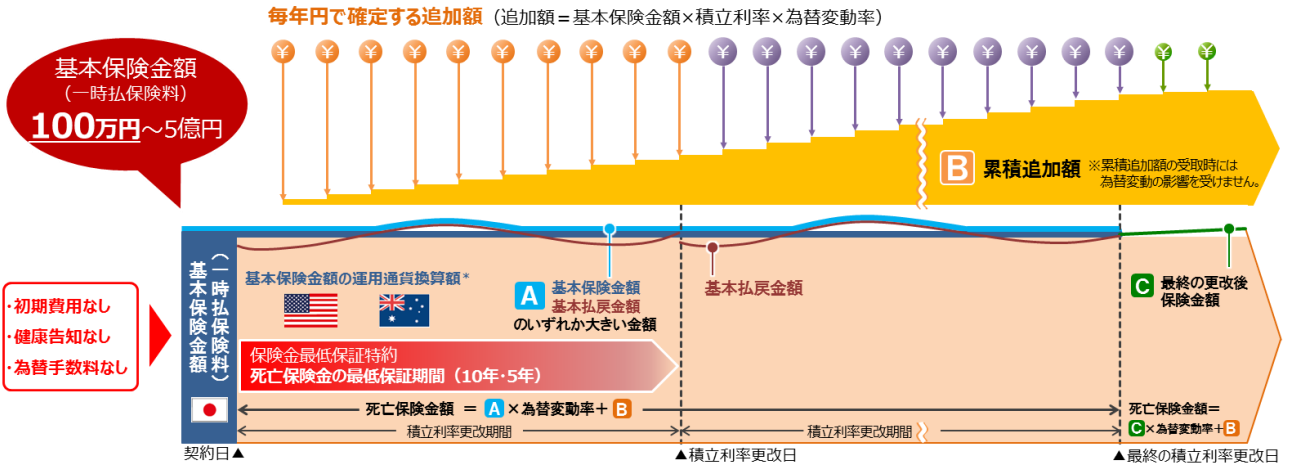 毎年円で確定する追加額（追加額＝基本保険金額×積立利率×為替変動率）
¥ ¥ ¥ ¥ ¥ ¥ ¥ ¥ ¥ ¥ ¥ ¥ ¥ ¥ ¥ ¥ ¥ ¥ ¥ ¥ ¥ ¥
基本保険金額
（一時払保険料）
100万円～5億円
B 累積追加額
※累積追加額の受取時には
為替変動の影響を受けません。
・初期費用なし
・健康告知なし
・為替手数料なし
基本保険金額
（一時払保険料）
基本保険金額の運用通貨換算額*
A
基本保険金額
基本払戻金額
のいずれか大きい金額
基本払戻金額
C 最終の更改後
保険金額
保険金最低保証特約
死亡保険金の最低保証期間（10年・5年）
死亡保険金額 ＝ A×為替変動率＋B
死亡保険金額＝
C×為替変動率＋B
積立利率更改期間
積立利率更改期間
契約日▲
▲積立利率更改日
▲最終の積立利率更改日